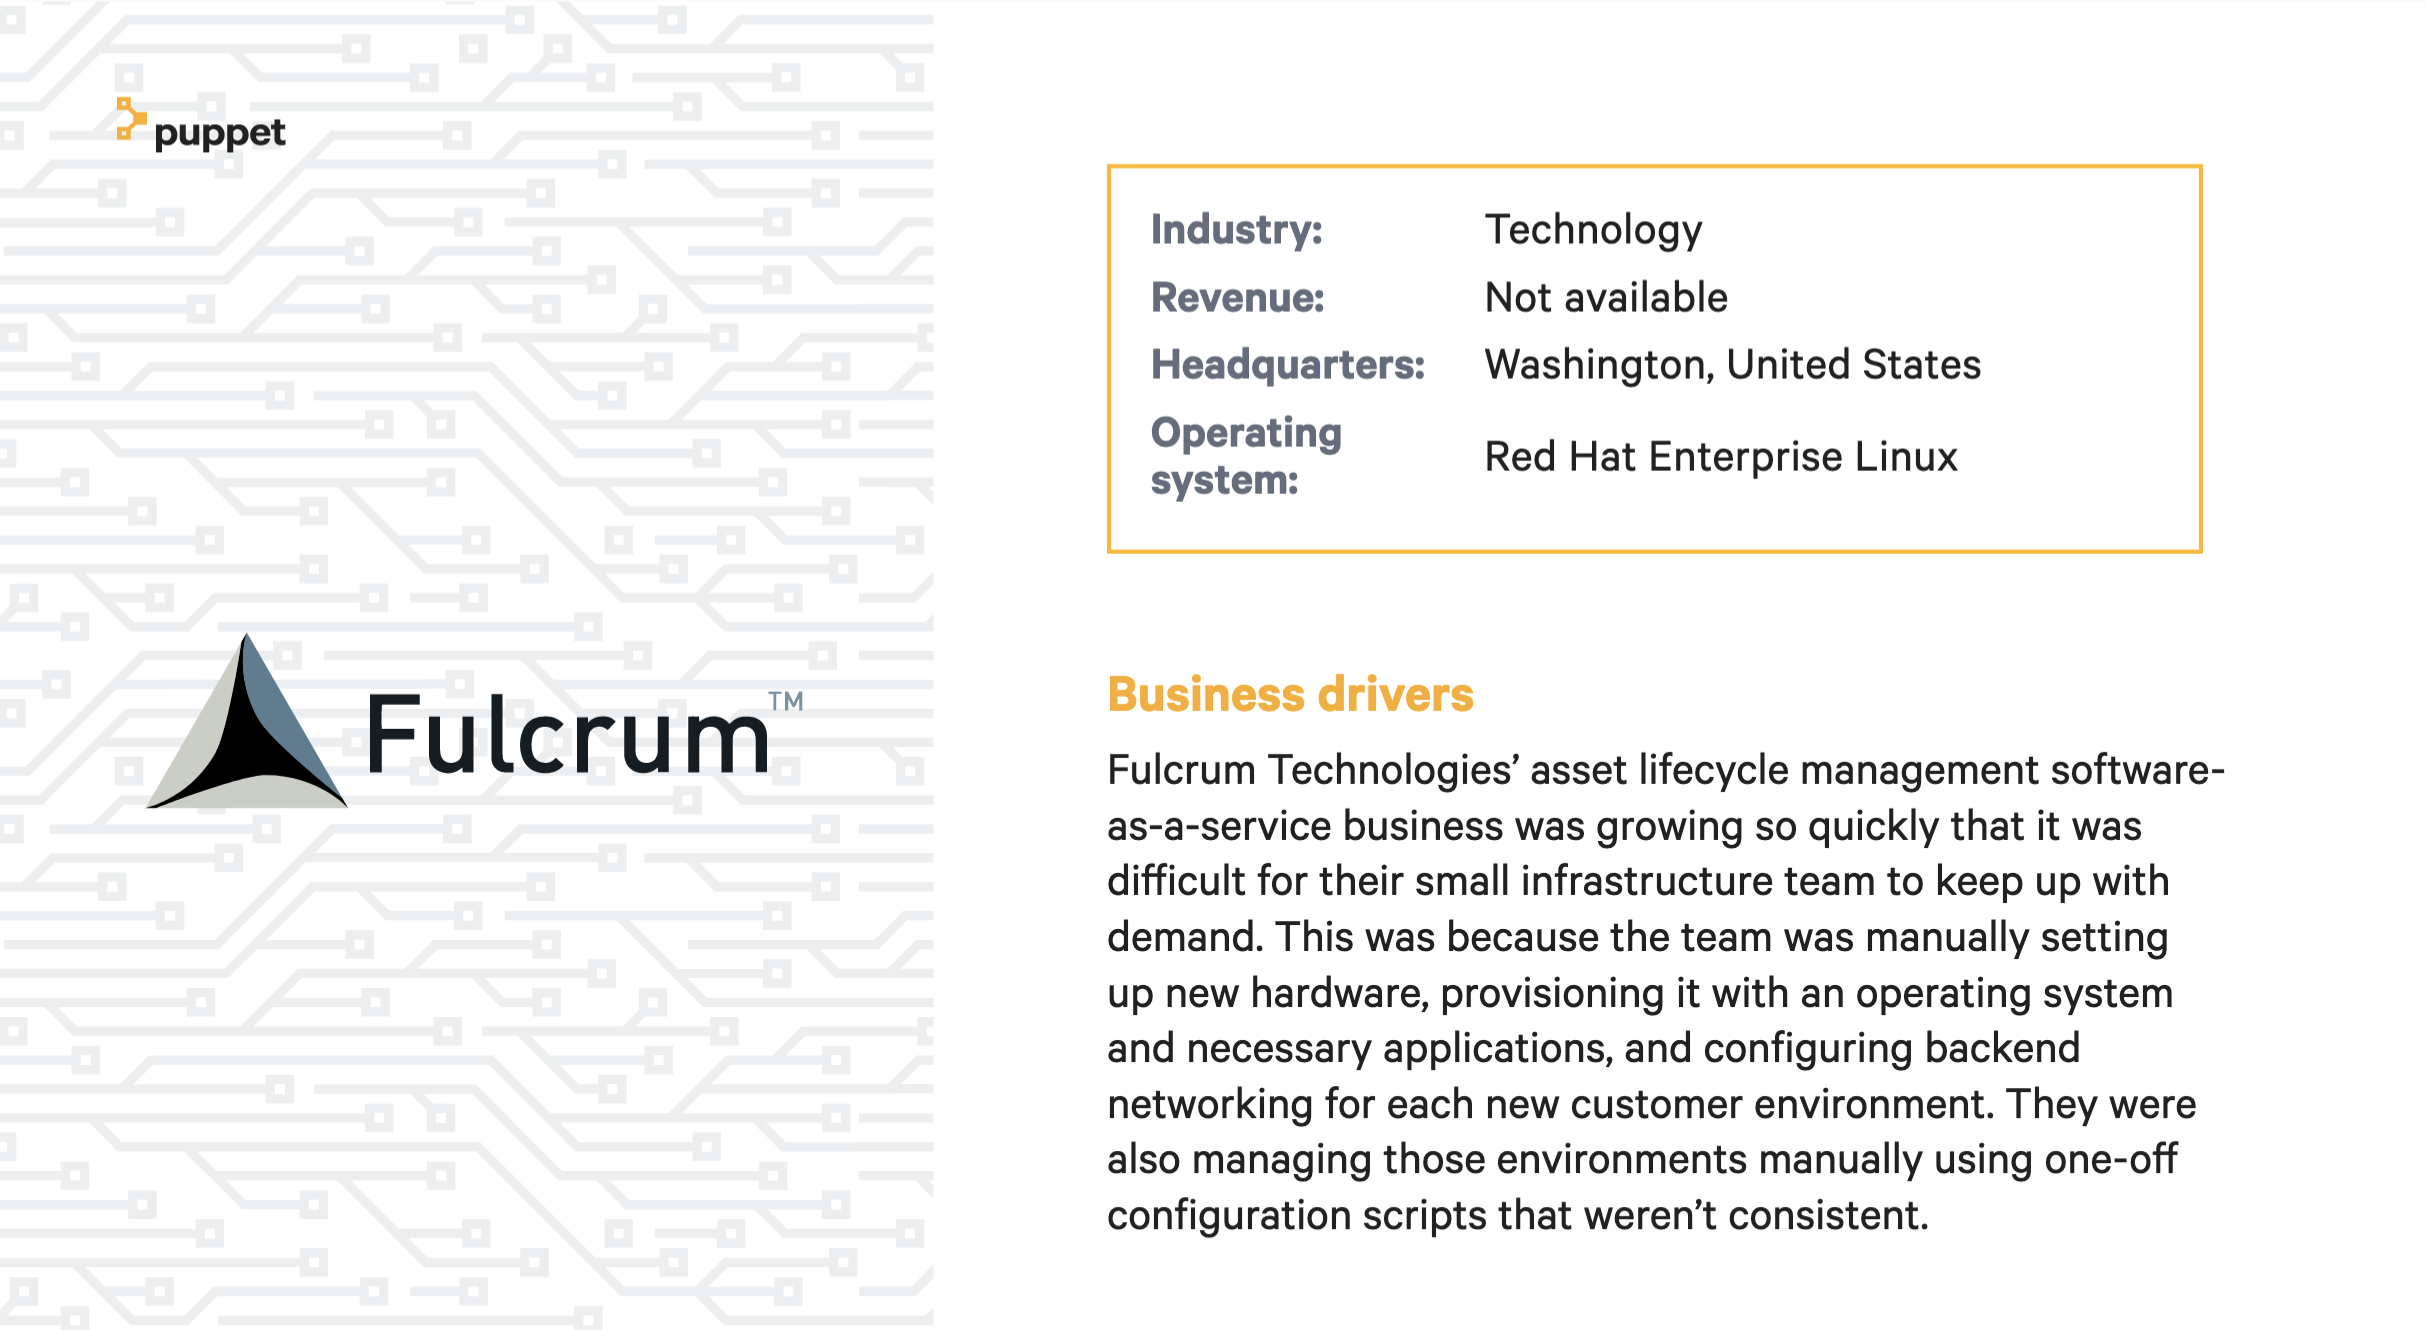 puppet
Fulcrum™
Industry: Technology
Revenue: Not available
Headquarters: Washington, United States
Operating
system: Red Hat Enterprise Linux
Business drivers
Fulcrum Technologies’ asset lifecycle management software-
as-a-service business was growing so quickly that it was
difficult for their small infrastructure team to keep up with
demand. This was because the team was manually setting
up new hardware, provisioning it with an operating system
and necessary applications, and configuring backend
networking for each new customer environment. They were
also managing those environments manually using one-off
configuration scripts that weren’t consistent.